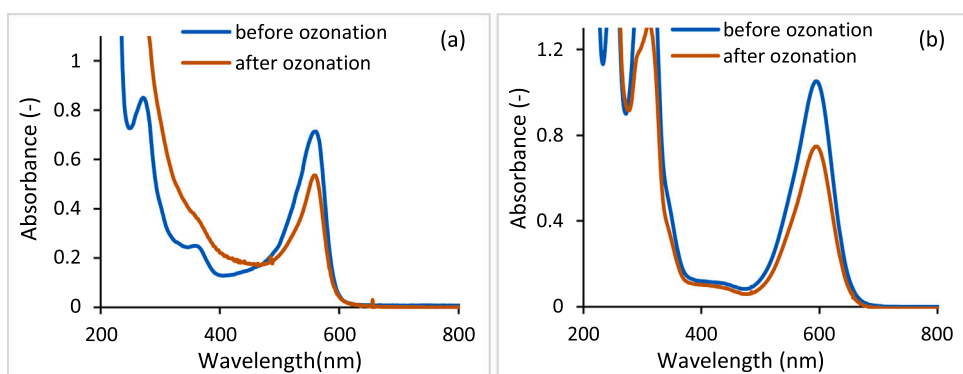 before ozonation
after ozonation
(a)
1
0.8
0.6
0.4
0.2
0
Absorbance (-)
200
400
600
800
Wavelength(nm)
before ozonation
after ozonation
(b)
1.2
0.8
0.4
0
Absorbance (-)
200
400
600
800
Wavelength (nm)